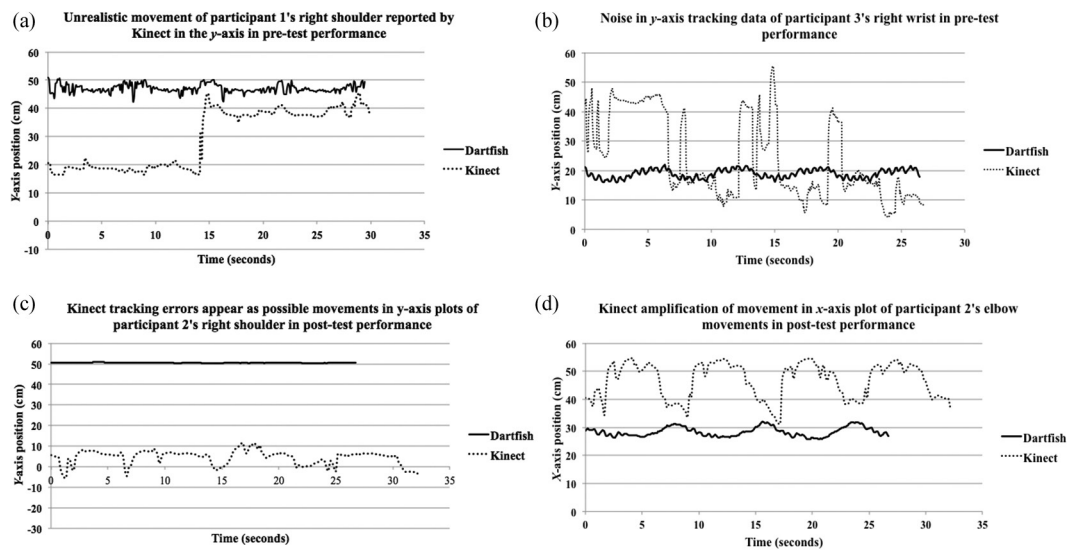 (a)
Unrealistic movement of participant 1's right shoulder reported by
Kinect in the y-axis in pre-test performance
60
50
40
30
20
10
0
-10
Y-axis position (cm)
0 5 10 15 20 25 30 35
Time (seconds)
Dartfish
Kinect
(b)
Noise in y-axis tracking data of participant 3's right wrist in pre-test
performance
60
50
40
30
20
10
0
Y-axis position (cm)
0 5 10 15 20 25 30
Time (seconds)
Dartfish
Kinect
(c)
Kinect tracking errors appear as possible movements in y-axis plots of
participant 2's right shoulder in post-test performance
60
50
40
30
20
10
0
-10
-20
-30
Y-axis position (cm)
0 5 10 15 20 25 30 35
Time (seconds)
Dartfish
Kinect
(d)
Kinect amplification of movement in x-axis plot of participant 2's elbow
movements in post-test performance
60
50
40
30
20
10
0
X-axis position (cm)
0 5 10 15 20 25 30 35
Time (seconds)
Dartfish
Kinect